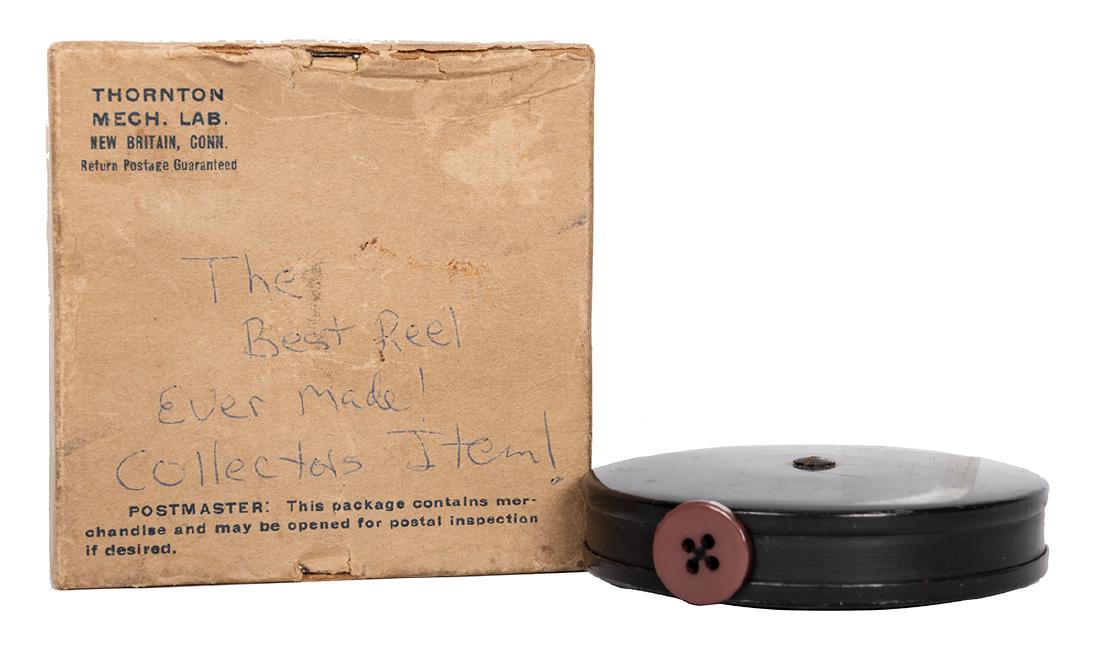 THORNTON
MECH. LAB.
NEW BRITAIN, CONN.
Return Postage Guaranteed
The
Best Reel
Ever Made!
Collectors Item!
POSTMASTER: This package contains mer-
chandise and may be opened for postal inspection
if desired.